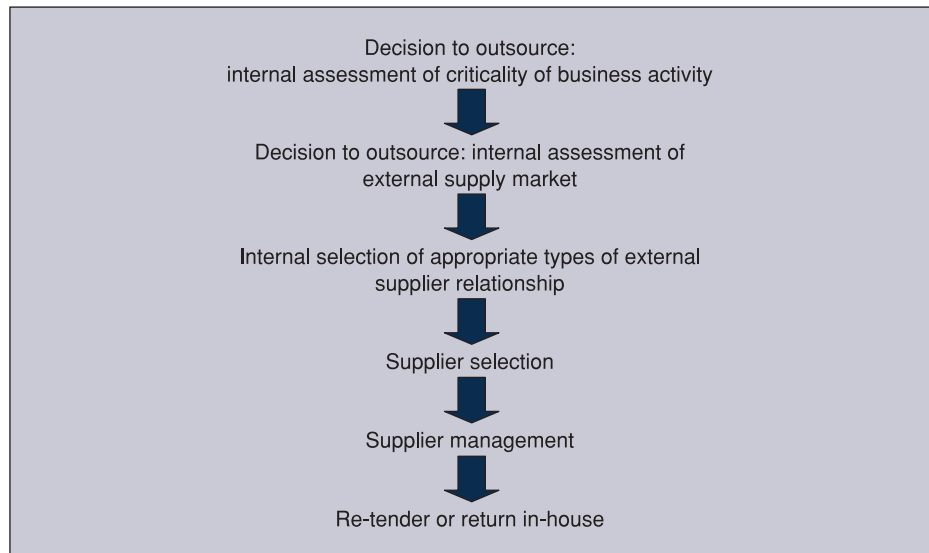 Decision to outsource:
internal assessment of criticality of business activity
Decision to outsource: internal assessment of
external supply market
Internal selection of appropriate types of external
supplier relationship
Supplier selection
Supplier management
Re-tender or return in-house